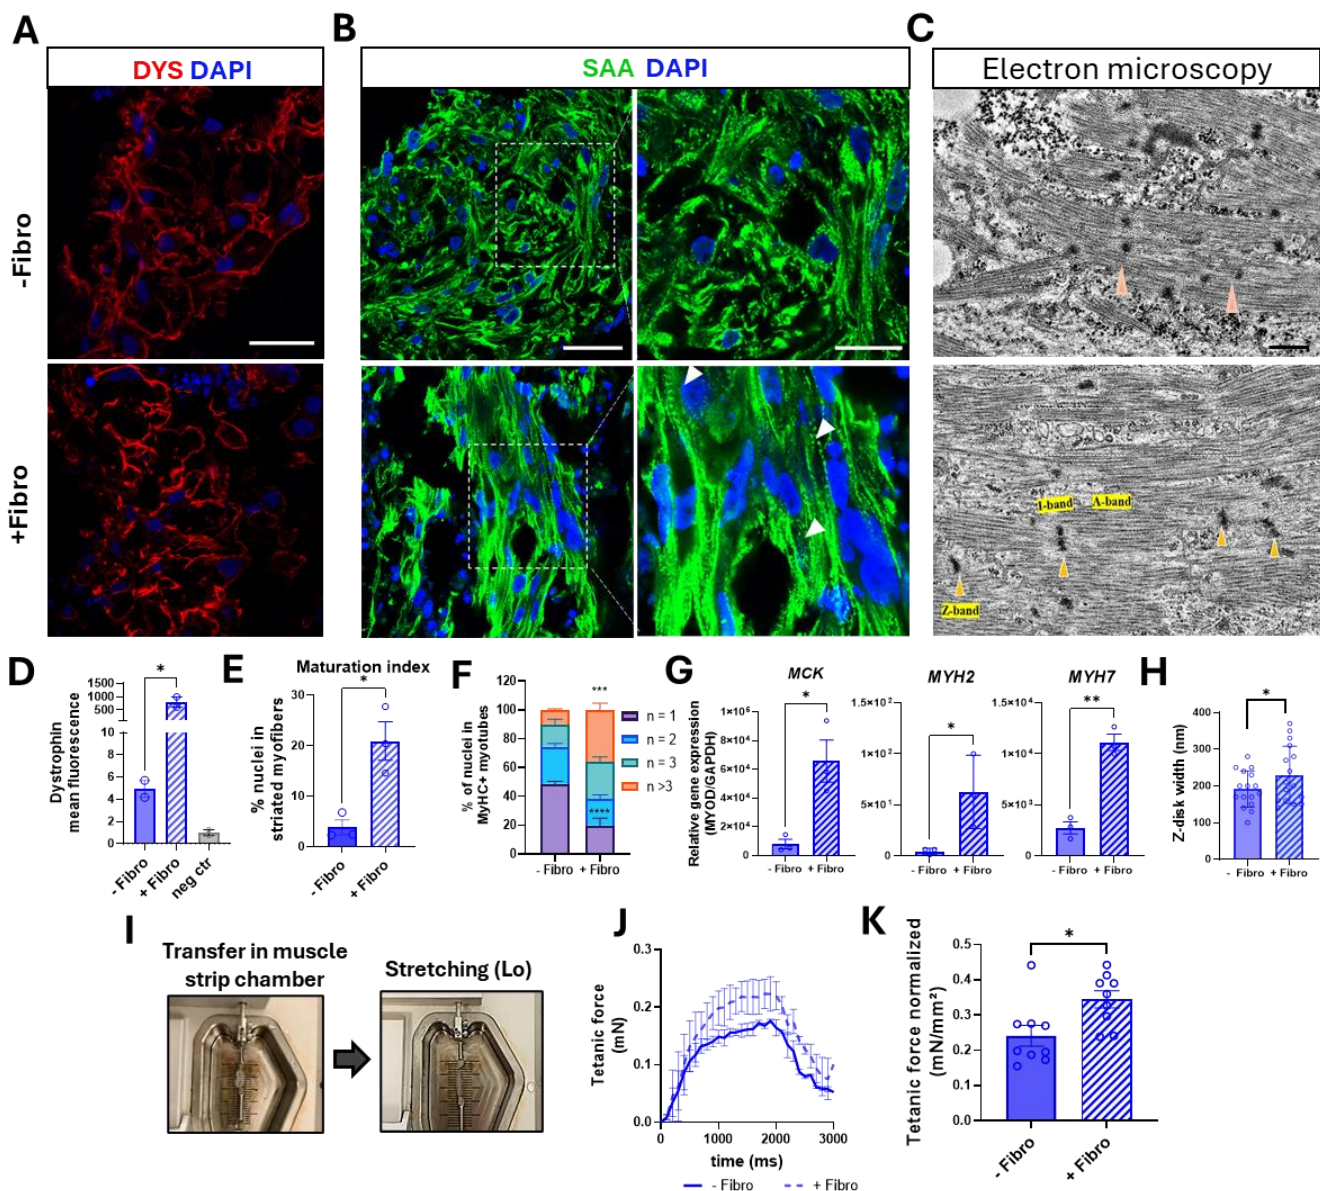 A
B
C
DYS DAPI
SAA DAPI
Electron microscopy
-Fibro
+Fibro
I-band
A-band
Z-band
D
Dystrophin
mean fluorescence
1500
1000
500
10
8
6
4
2
0
*
- Fibro
+ Fibro
neg ctr
E
Maturation index
% nuclei in
striated myofibers
30
20
10
0
*
- Fibro
+ Fibro
F
% of nuclei in
MyHC+ myotubes
120
100
80
60
40
20
0
***
****
- Fibro
+ Fibro
n = 1
n = 2
n = 3
n >3
G
Relative gene expression
(MYOD/GAPDH)
MCK
1×10⁵
8×10⁴
6×10⁴
4×10⁴
2×10⁴
0
*
- Fibro
+ Fibro
MYH2
1.5×10²
1×10²
5×10¹
0
*
- Fibro
+ Fibro
MYH7
1.5×10⁴
1×10⁴
5×10³
0
**
- Fibro
+ Fibro
H
Z-disk width (nm)
400
300
200
100
0
*
- Fibro
+ Fibro
I
Transfer in muscle
strip chamber
Stretching (Lo)
J
Tetanic force
(mN)
0.3
0.2
0.1
0.0
0
1000
2000
3000
time (ms)
- Fibro
+ Fibro
K
Tetanic force normalized
(mN/mm²)
0.5
0.4
0.3
0.2
0.1
0.0
*
- Fibro
+ Fibro